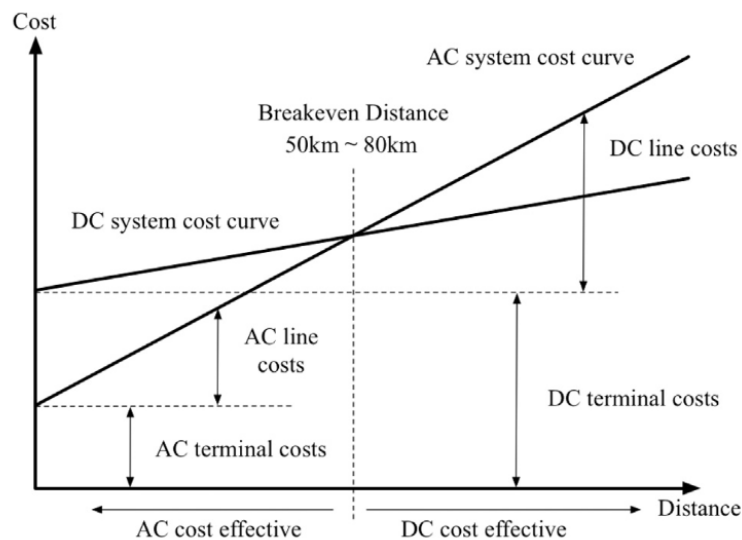 Cost
AC system cost curve
Breakeven Distance
50km ~ 80km
DC line costs
DC system cost curve
AC line
costs
DC terminal costs
AC terminal costs
Distance
AC cost effective
DC cost effective